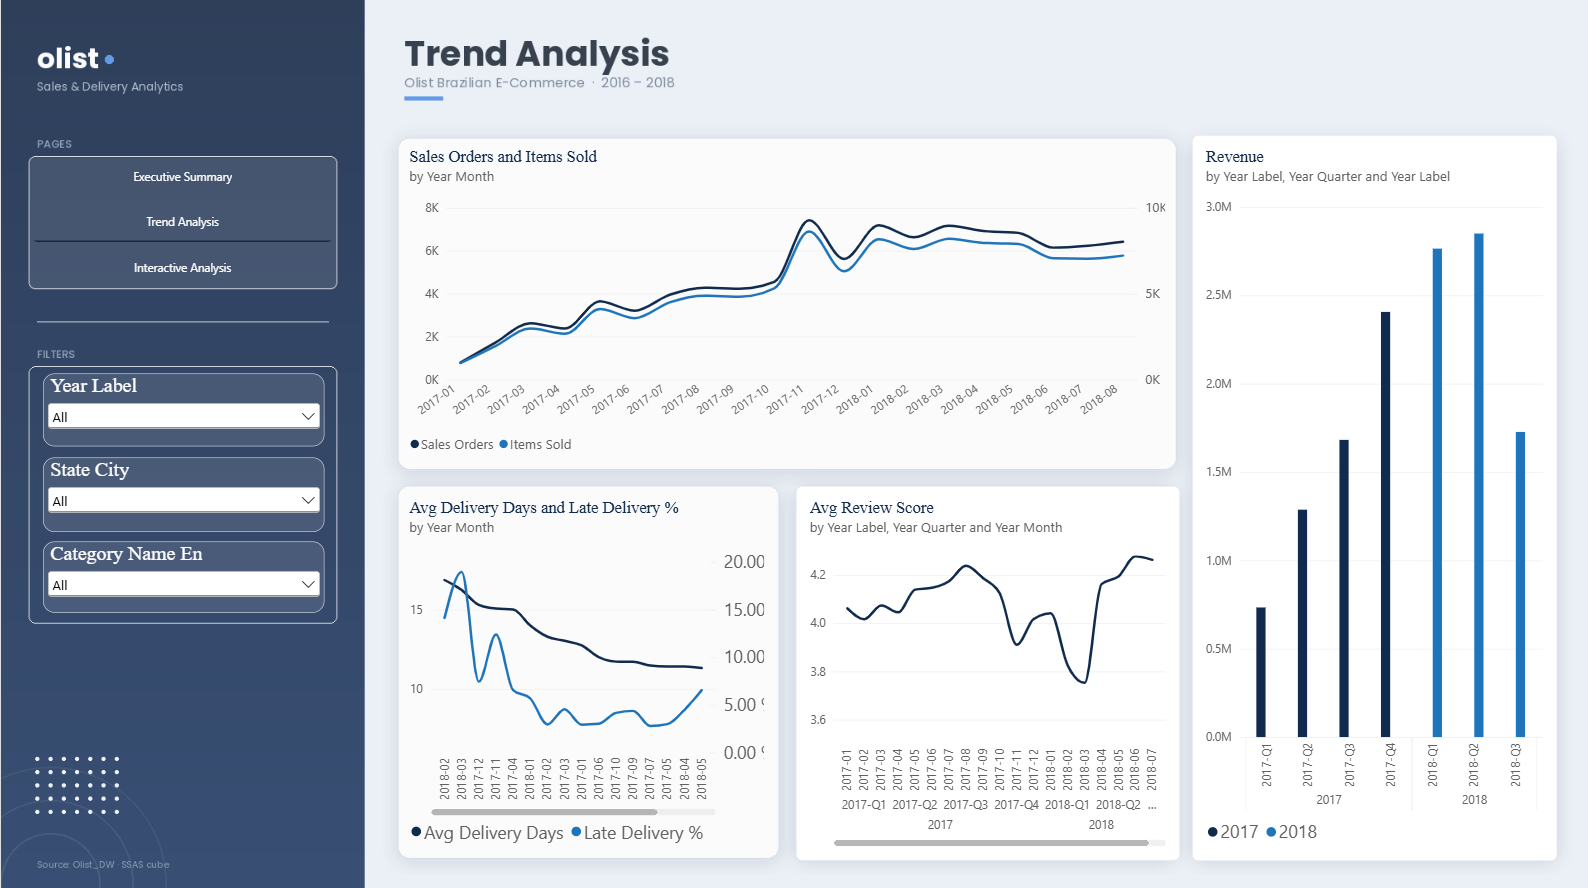 olist
Sales & Delivery Analytics
PAGES
Executive Summary
Trend Analysis
Interactive Analysis
FILTERS
Year Label
All
State City
All
Category Name En
All
Source: Olist_DW · SSAS cube
Trend Analysis
Olist Brazilian E-Commerce · 2016 – 2018
Sales Orders and Items Sold
by Year Month
8K
6K
4K
2K
0K
10K
5K
0K
2017-01 2017-02 2017-03 2017-04 2017-05 2017-06 2017-07 2017-08 2017-09 2017-10 2017-11 2017-12 2018-01 2018-02 2018-03 2018-04 2018-05 2018-06 2018-07 2018-08
Sales Orders Items Sold
Avg Delivery Days and Late Delivery %
by Year Month
15
10
20.00
15.00
10.00
5.00
0.00
2018-02 2018-03 2017-12 2017-11 2017-04 2018-01 2017-02 2017-03 2017-01 2017-06 2017-10 2017-09 2017-07 2017-05 2018-04 2018-05
Avg Delivery Days Late Delivery %
Avg Review Score
by Year Label, Year Quarter and Year Month
4.2
4.0
3.8
3.6
2017-01 2017-02 2017-03 2017-04 2017-05 2017-06 2017-07 2017-08 2017-09 2017-10 2017-11 2017-12 2018-01 2018-02 2018-03 2018-04 2018-05 2018-06 2018-07
2017-Q1 2017-Q2 2017-Q3 2017-Q4 2018-Q1 2018-Q2 ...
2017 2018
Revenue
by Year Label, Year Quarter and Year Label
3.0M
2.5M
2.0M
1.5M
1.0M
0.5M
0.0M
2017-Q1 2017-Q2 2017-Q3 2017-Q4 2018-Q1 2018-Q2 2018-Q3
2017 2018
2017 2018